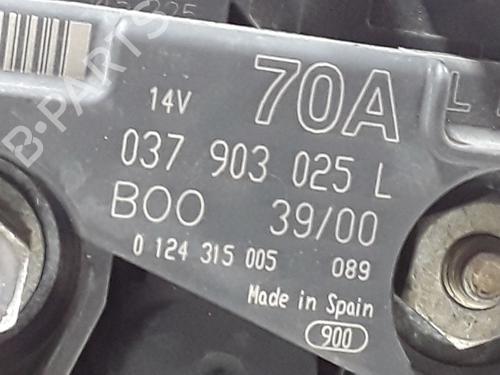 14V 70A L
037 903 025 L
BOO 39/00
0 124 315 005 089
Made in Spain
900
B-PARTS